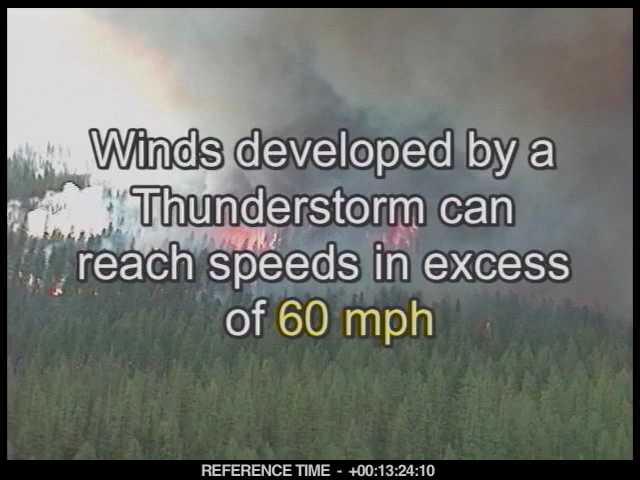 Winds developed by a
Thunderstorm can
reach speeds in excess
of 60 mph
REFERENCE TIME - +00:13:24:10